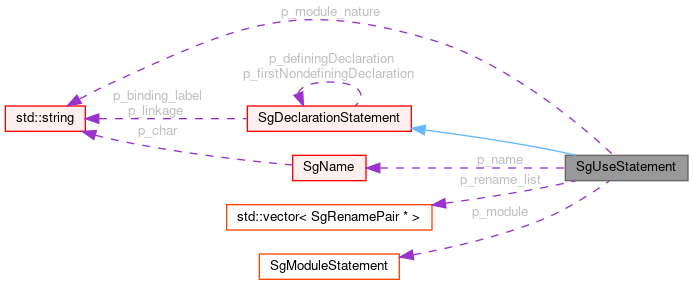 p_module_nature
p_definingDeclaration
p_firstNondefiningDeclaration
p_binding_label
p_linkage
std::string
SgDeclarationStatement
p_char
SgName
p_name
SgUseStatement
p_rename_list
std::vector< SgRenamePair * >
p_module
SgModuleStatement